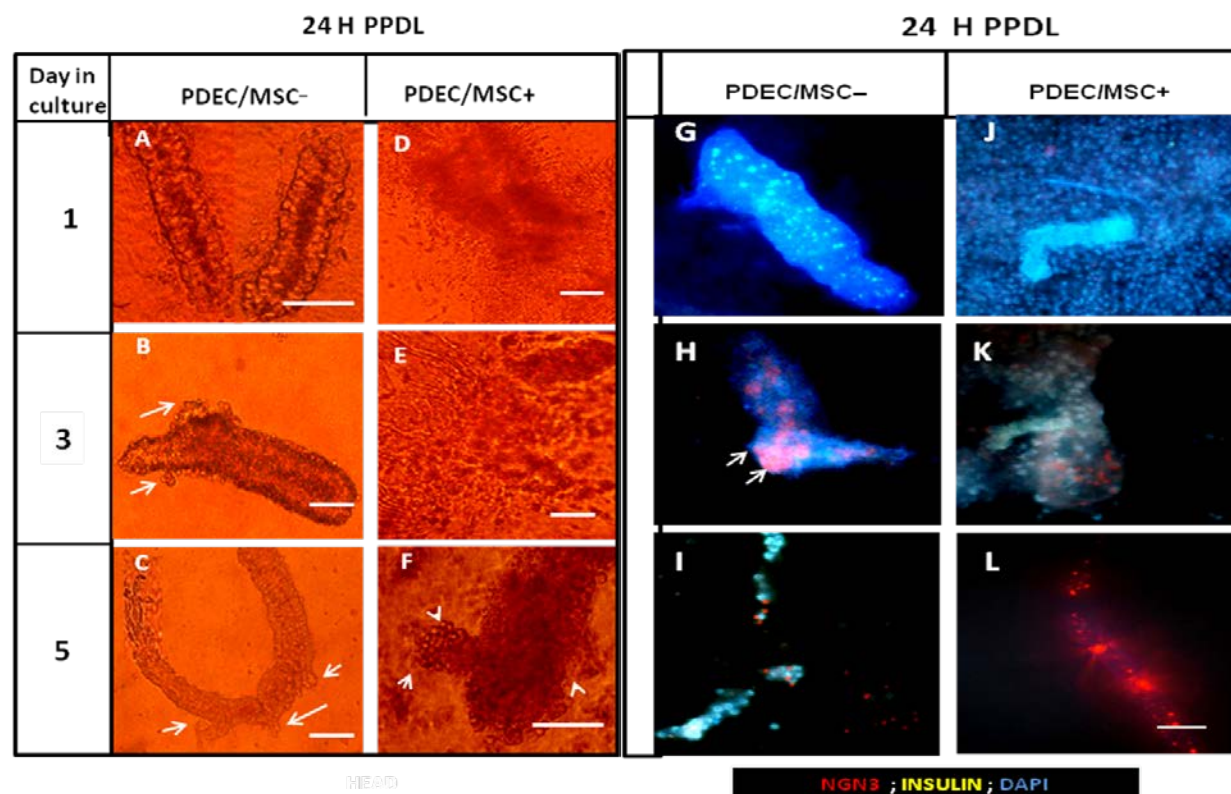 24 H PPDL
Day in culture
PDEC/MSC-
PDEC/MSC+
1
A
D
3
B
E
5
C
F
HEAD
24 H PPDL
PDEC/MSC–
PDEC/MSC+
G
J
H
K
I
L
NGN3 ; INSULIN ; DAPI